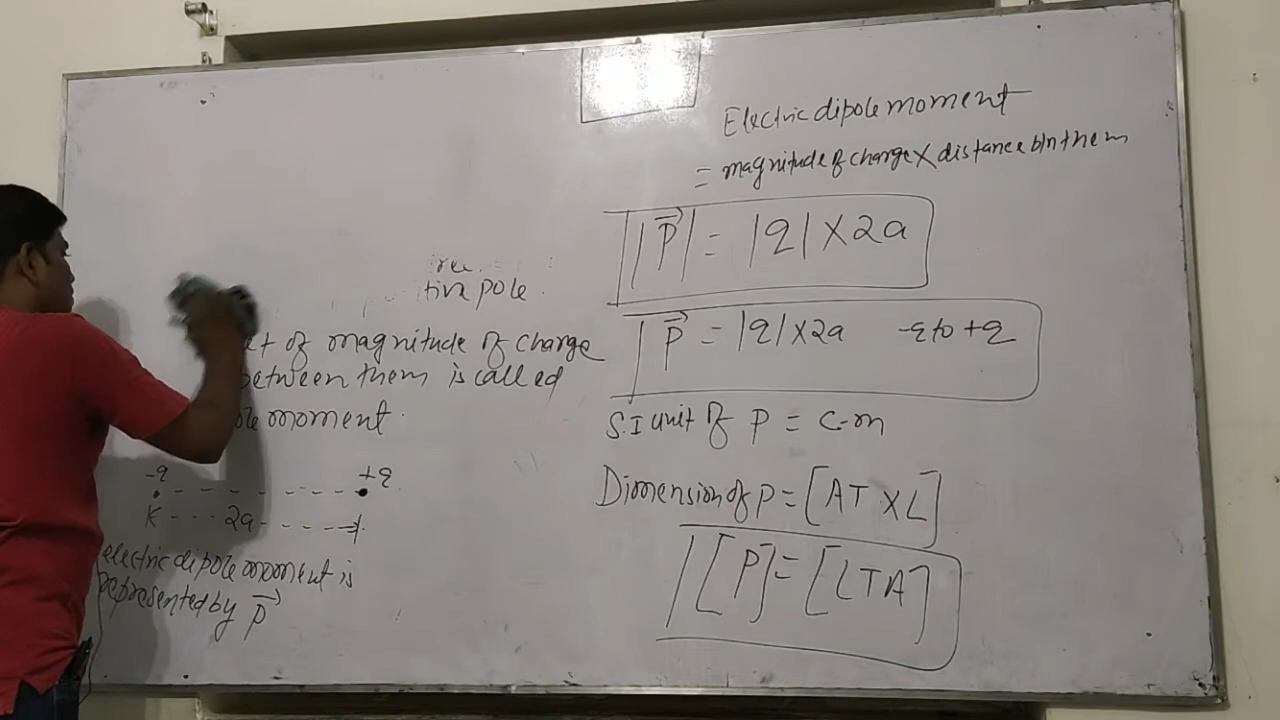 tive pole.
of magnitude of charge
between them is called
moment.
-q +q
K - - - 2a - - - -
electric dipole moment is
represented by P⃗
Electric dipole moment
= magnitude of charge X distance b/n them
|P⃗| = |q| X 2a
P⃗ = |q| X 2a -q to +q
S.I unit of P = C-m
Dimension of P = [AT X L]
[P] = [LTA]